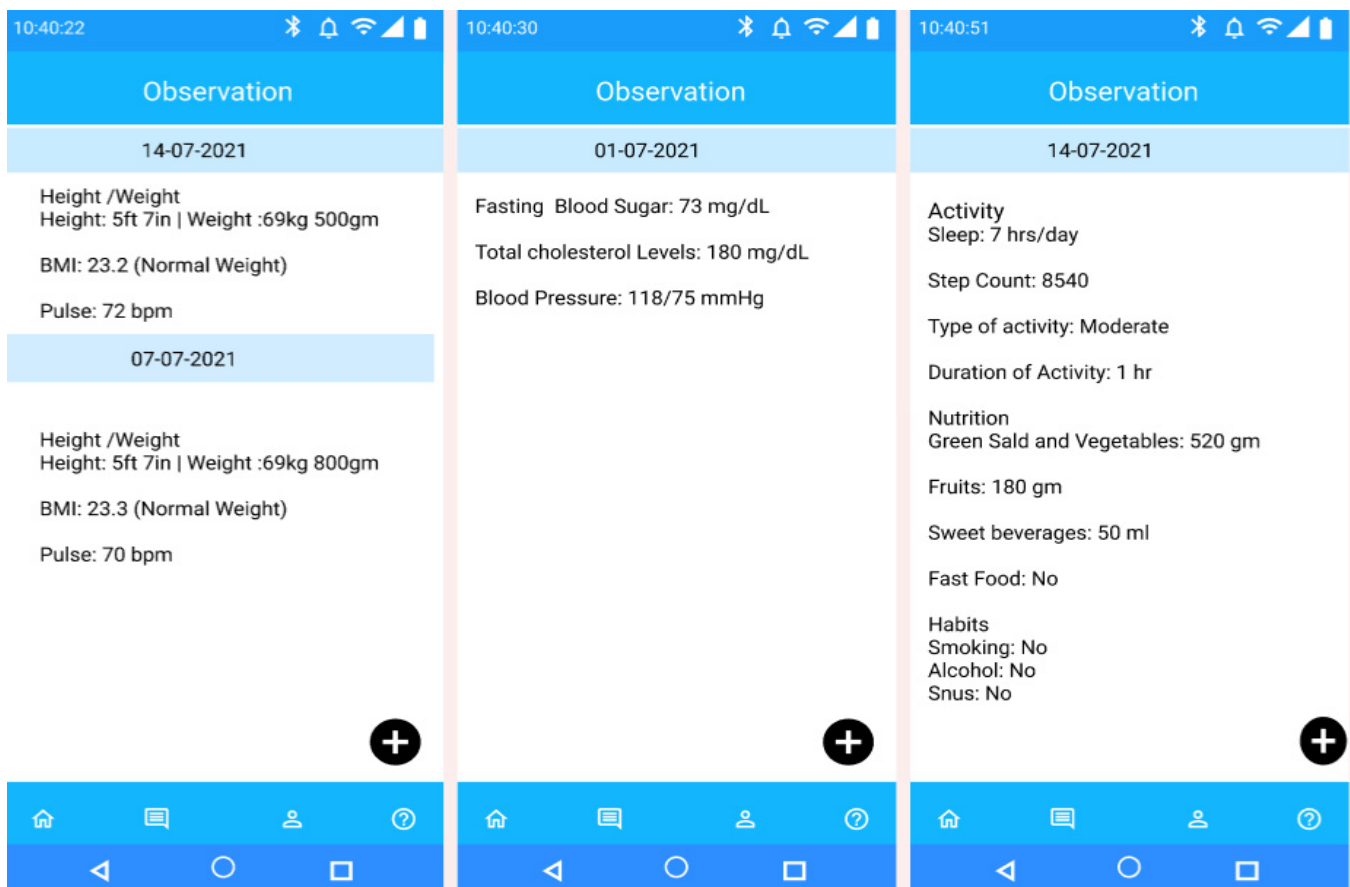 10:40:22
Observation
14-07-2021
Height /Weight
Height: 5ft 7in | Weight :69kg 500gm
BMI: 23.2 (Normal Weight)
Pulse: 72 bpm
07-07-2021
Height /Weight
Height: 5ft 7in | Weight :69kg 800gm
BMI: 23.3 (Normal Weight)
Pulse: 70 bpm
10:40:30
Observation
01-07-2021
Fasting Blood Sugar: 73 mg/dL
Total cholesterol Levels: 180 mg/dL
Blood Pressure: 118/75 mmHg
10:40:51
Observation
14-07-2021
Activity
Sleep: 7 hrs/day
Step Count: 8540
Type of activity: Moderate
Duration of Activity: 1 hr
Nutrition
Green Sald and Vegetables: 520 gm
Fruits: 180 gm
Sweet beverages: 50 ml
Fast Food: No
Habits
Smoking: No
Alcohol: No
Snus: No